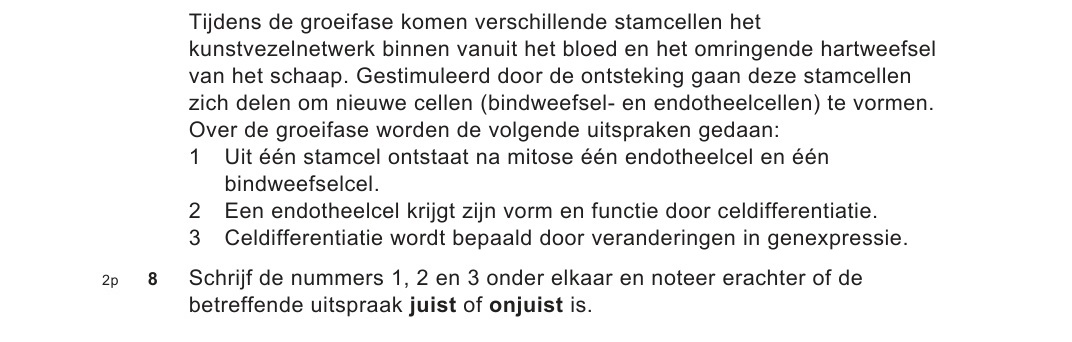 Tijdens de groeifase komen verschillende stamcellen het
kunstvezelnetwerk binnen vanuit het bloed en het omringende hartweefsel
van het schaap. Gestimuleerd door de ontsteking gaan deze stamcellen
zich delen om nieuwe cellen (bindweefsel- en endotheelcellen) te vormen.
Over de groeifase worden de volgende uitspraken gedaan:
1 Uit één stamcel ontstaat na mitose één endotheelcel en één
bindweefselcel.
2 Een endotheelcel krijgt zijn vorm en functie door celdifferentiatie.
3 Celdifferentiatie wordt bepaald door veranderingen in genexpressie.
2p 8 Schrijf de nummers 1, 2 en 3 onder elkaar en noteer erachter of de
betreffende uitspraak juist of onjuist is.